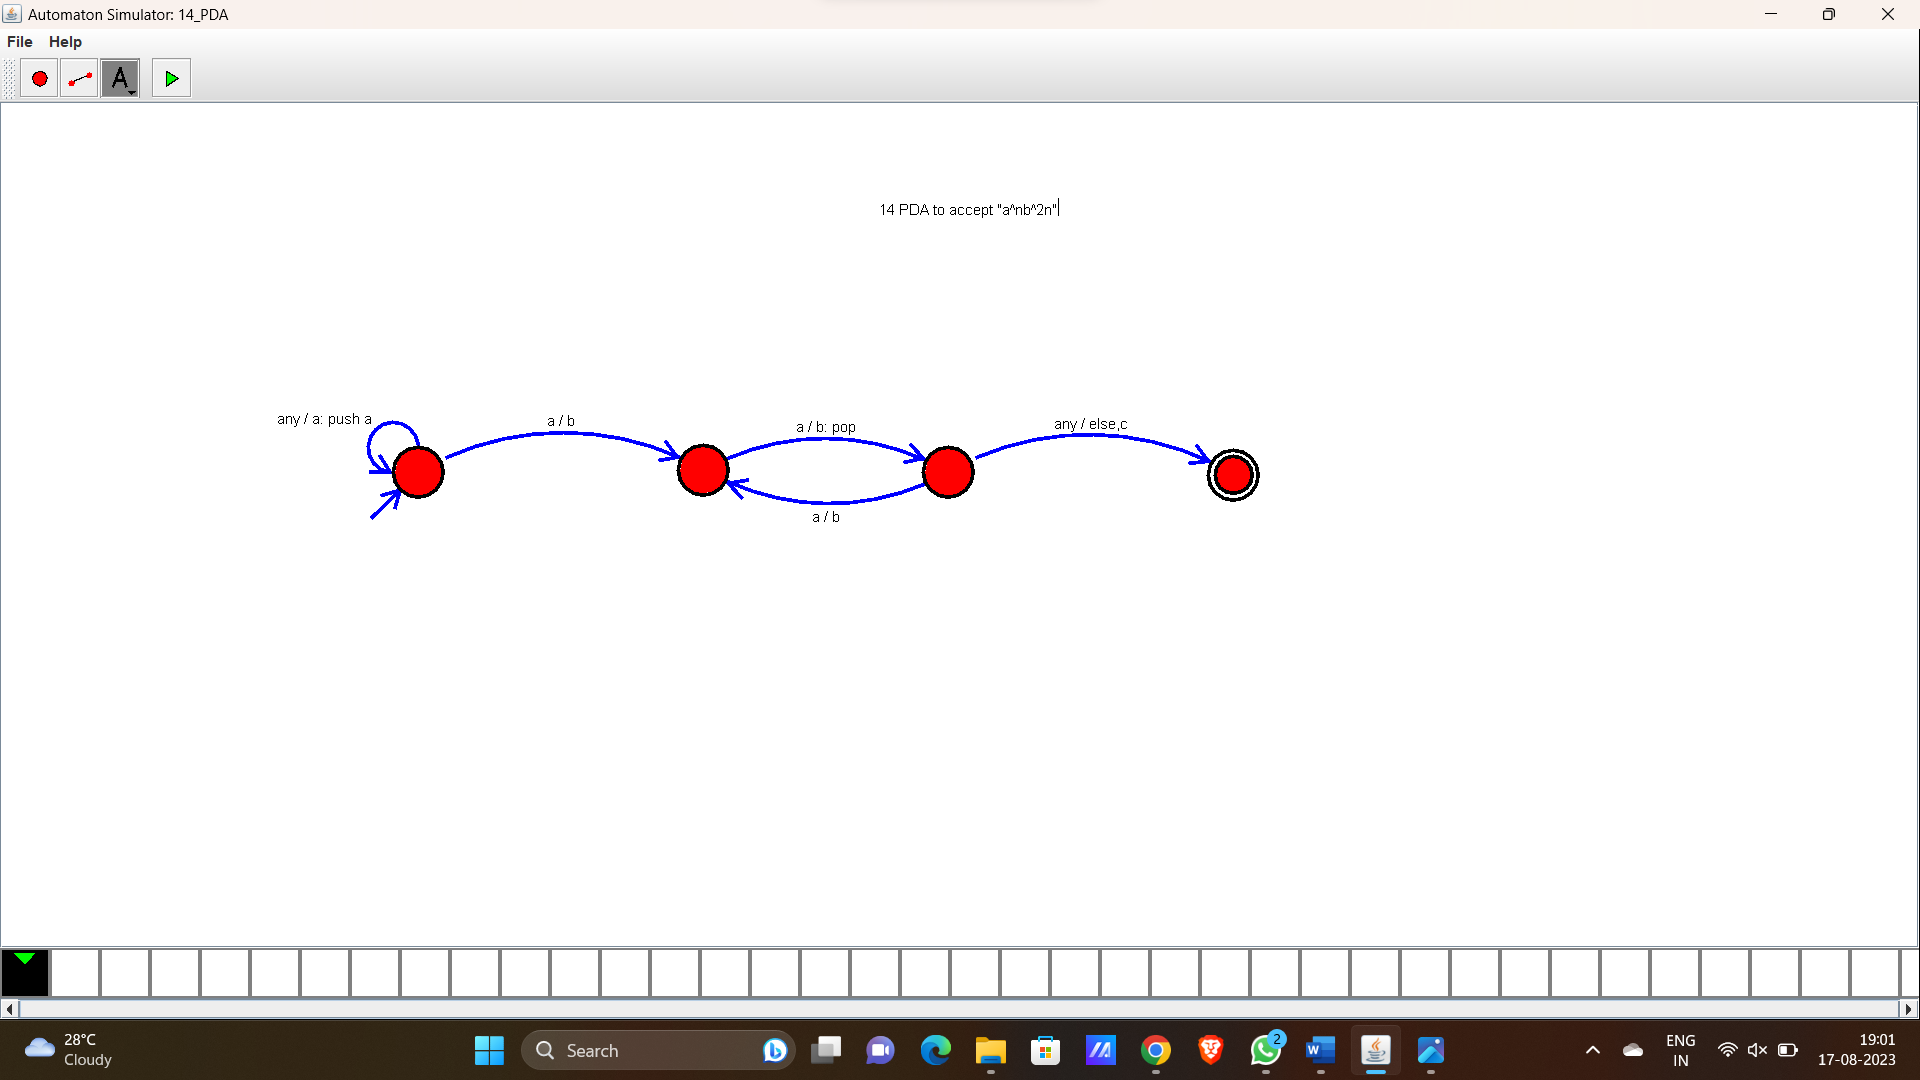 Automaton Simulator: 14_PDA
File Help
A
14 PDA to accept "a^nb^2n"
any / a: push a
a / b
a / b: pop
any / else,c
a / b
28°C
Cloudy
Search
2
ENG
IN
19:01
17-08-2023